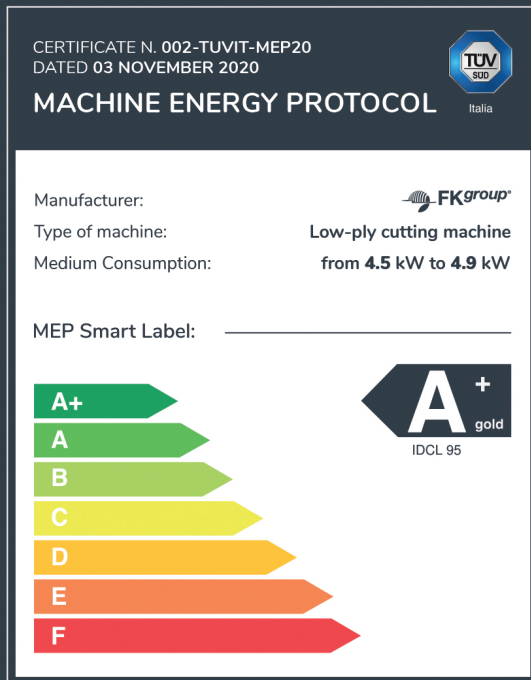 CERTIFICATE N. 002-TUVIT-MEP20
DATED 03 NOVEMBER 2020
MACHINE ENERGY PROTOCOL
TÜV
SÜD
Italia
Manufacturer: FKgroup®
Type of machine: Low-ply cutting machine
Medium Consumption: from 4.5 kW to 4.9 kW
MEP Smart Label:
A+
A
B
C
D
E
F
A+
gold
IDCL 95